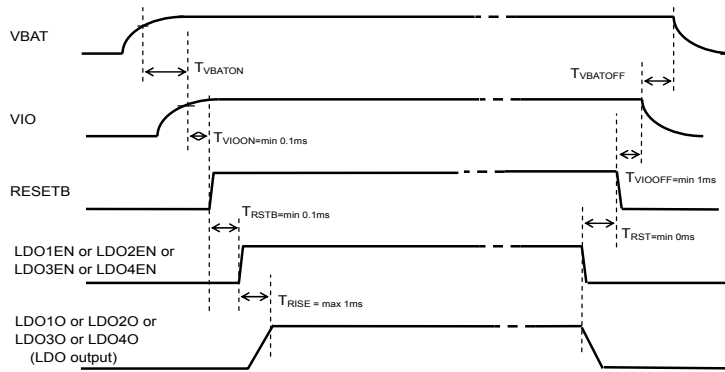 VBAT
TVBATON
TVBATOFF
VIO
TVIOON=min 0.1ms
TVIOOFF=min 1ms
RESETB
TRSTB=min 0.1ms
TRST=min 0ms
LDO1EN or LDO2EN or
LDO3EN or LDO4EN
TRISE = max 1ms
LDO1O or LDO2O or
LDO3O or LDO4O
(LDO output)